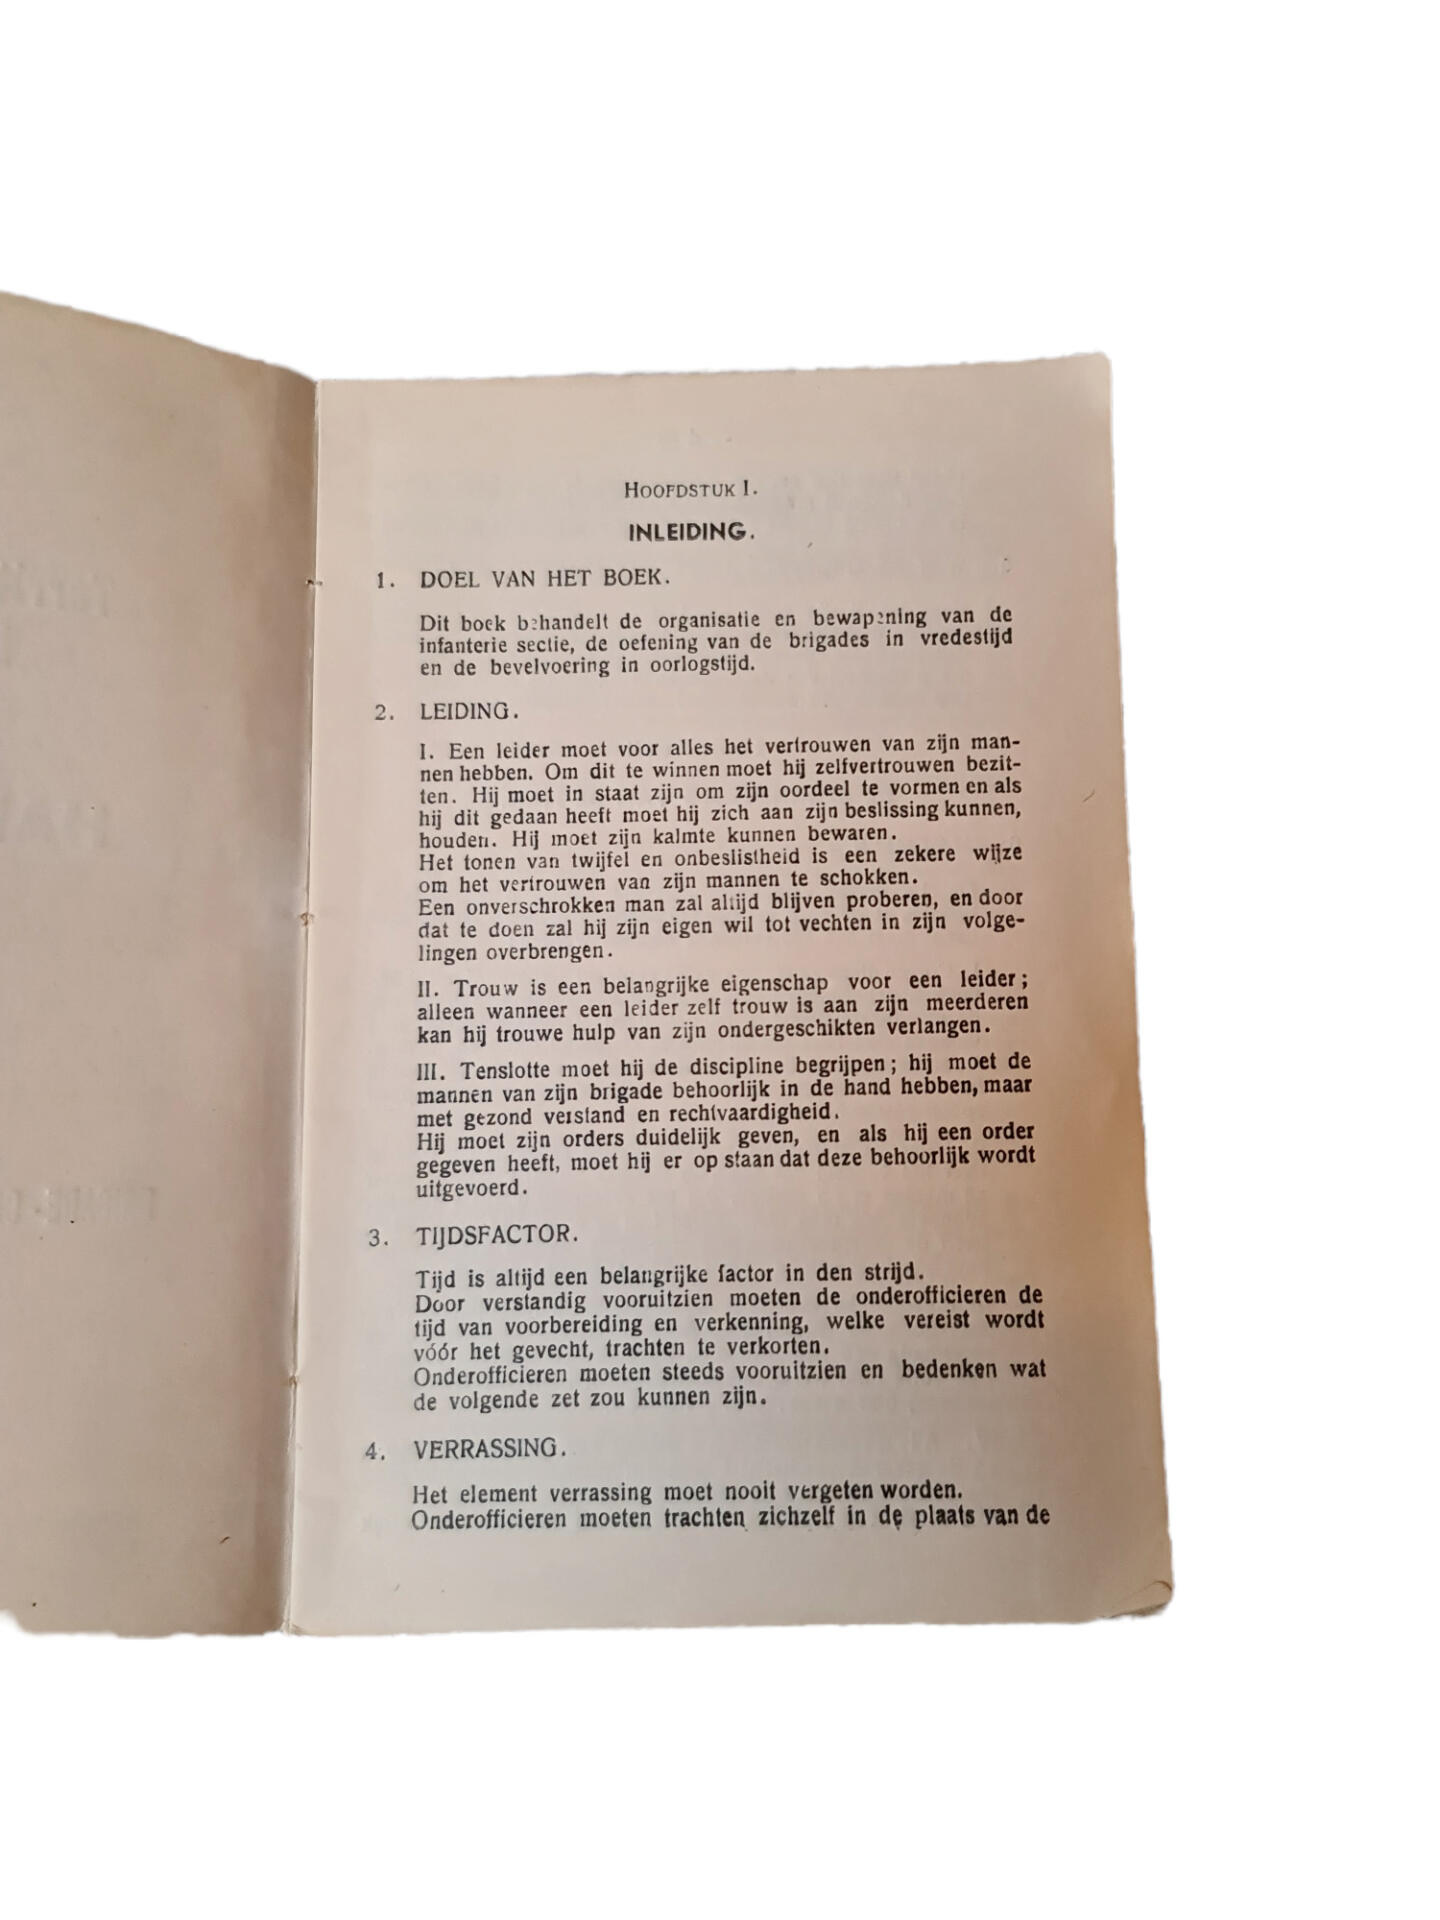 HOOFDSTUK I.
INLEIDING.
1. DOEL VAN HET BOEK.
Dit boek behandelt de organisatie en bewapening van de
infanterie sectie, de oefening van de brigades in vredestijd
en de bevelvoering in oorlogstijd.
2. LEIDING.
I. Een leider moet voor alles het vertrouwen van zijn man-
nen hebben. Om dit te winnen moet hij zelfvertrouwen bezit-
ten. Hij moet in staat zijn om zijn oordeel te vormen en als
hij dit gedaan heeft moet hij zich aan zijn beslissing kunnen,
houden. Hij moet zijn kalmte kunnen bewaren.
Het tonen van twijfel en onbeslistheid is een zekere wijze
om het vertrouwen van zijn mannen te schokken.
Een onverschrokken man zal altijd blijven proberen, en door
dat te doen zal hij zijn eigen wil tot vechten in zijn volge-
lingen overbrengen.
II. Trouw is een belangrijke eigenschap voor een leider;
alleen wanneer een leider zelf trouw is aan zijn meerderen
kan hij trouwe hulp van zijn ondergeschikten verlangen.
III. Tenslotte moet hij de discipline begrijpen; hij moet de
mannen van zijn brigade behoorlijk in de hand hebben, maar
met gezond verstand en rechtvaardigheid.
Hij moet zijn orders duidelijk geven, en als hij een order
gegeven heeft, moet hij er op staan dat deze behoorlijk wordt
uitgevoerd.
3. TIJDSFACTOR.
Tijd is altijd een belangrijke factor in den strijd.
Door verstandig vooruitzien moeten de onderofficieren de
tijd van voorbereiding en verkenning, welke vereist wordt
vóór het gevecht, trachten te verkorten.
Onderofficieren moeten steeds vooruitzien en bedenken wat
de volgende zet zou kunnen zijn.
4. VERRASSING.
Het element verrassing moet nooit vergeten worden.
Onderofficieren moeten trachten zichzelf in de plaats van de